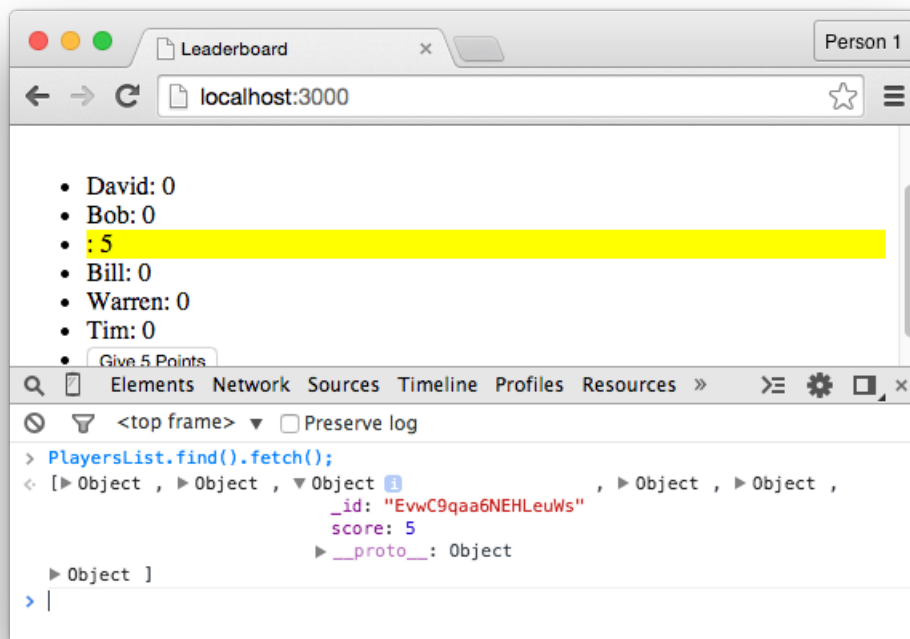 Leaderboard ×
Person 1
localhost:3000
• David: 0
• Bob: 0
• : 5
• Bill: 0
• Warren: 0
• Tim: 0
• Give 5 Points
Elements Network Sources Timeline Profiles Resources »
<top frame> ▼ Preserve log
> PlayersList.find().fetch();
[▶ Object , ▶ Object , ▼ Object i , ▶ Object , ▶ Object ,
_id: "EvwC9qaa6NEHLeuWs"
score: 5
▶ __proto__: Object
▶ Object ]
>